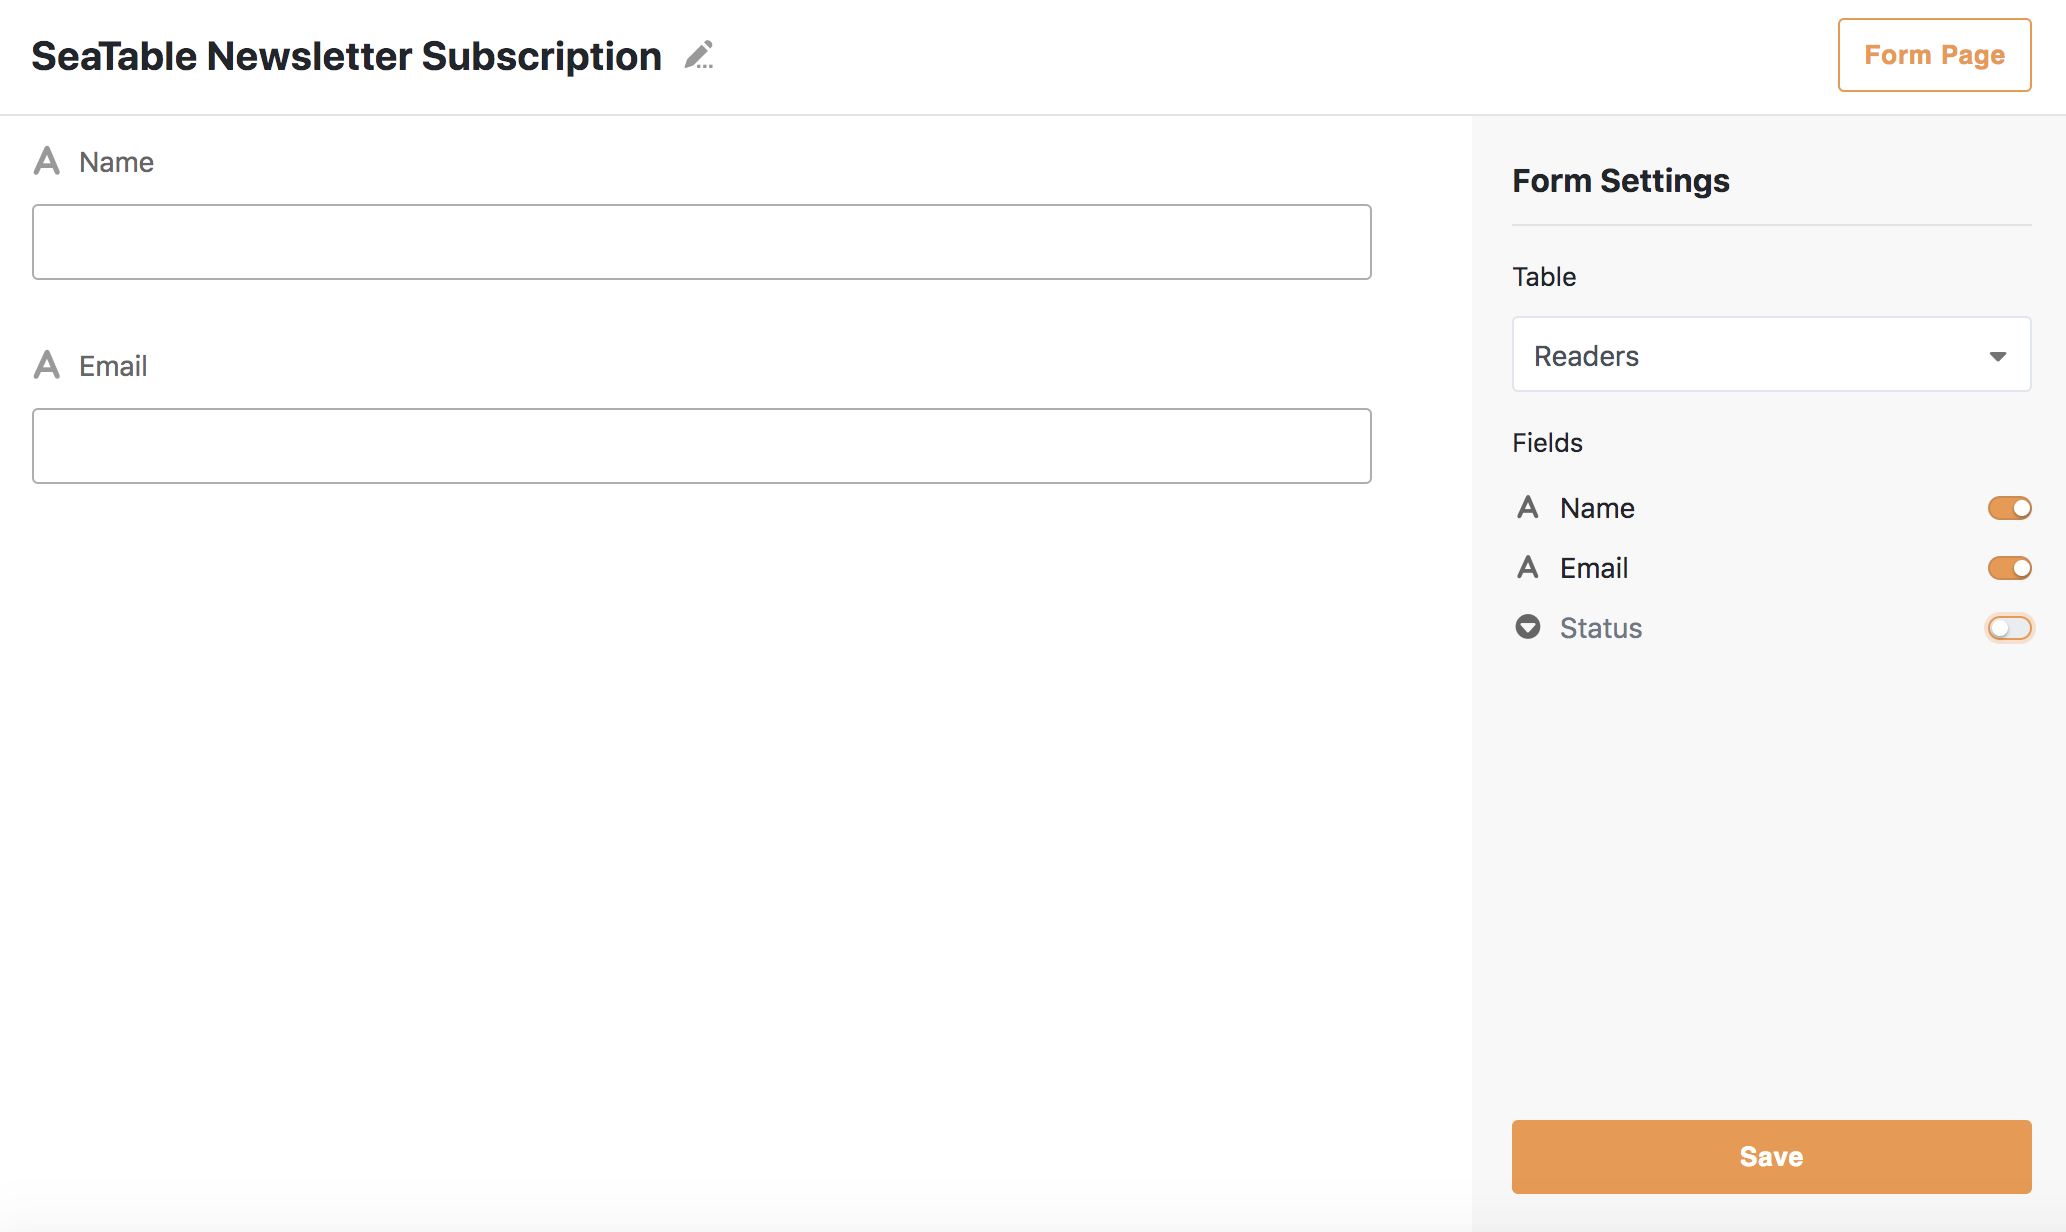 SeaTable Newsletter Subscription
Form Page
Name
Email
Form Settings
Table
Readers
Fields
Name
Email
Status
Save